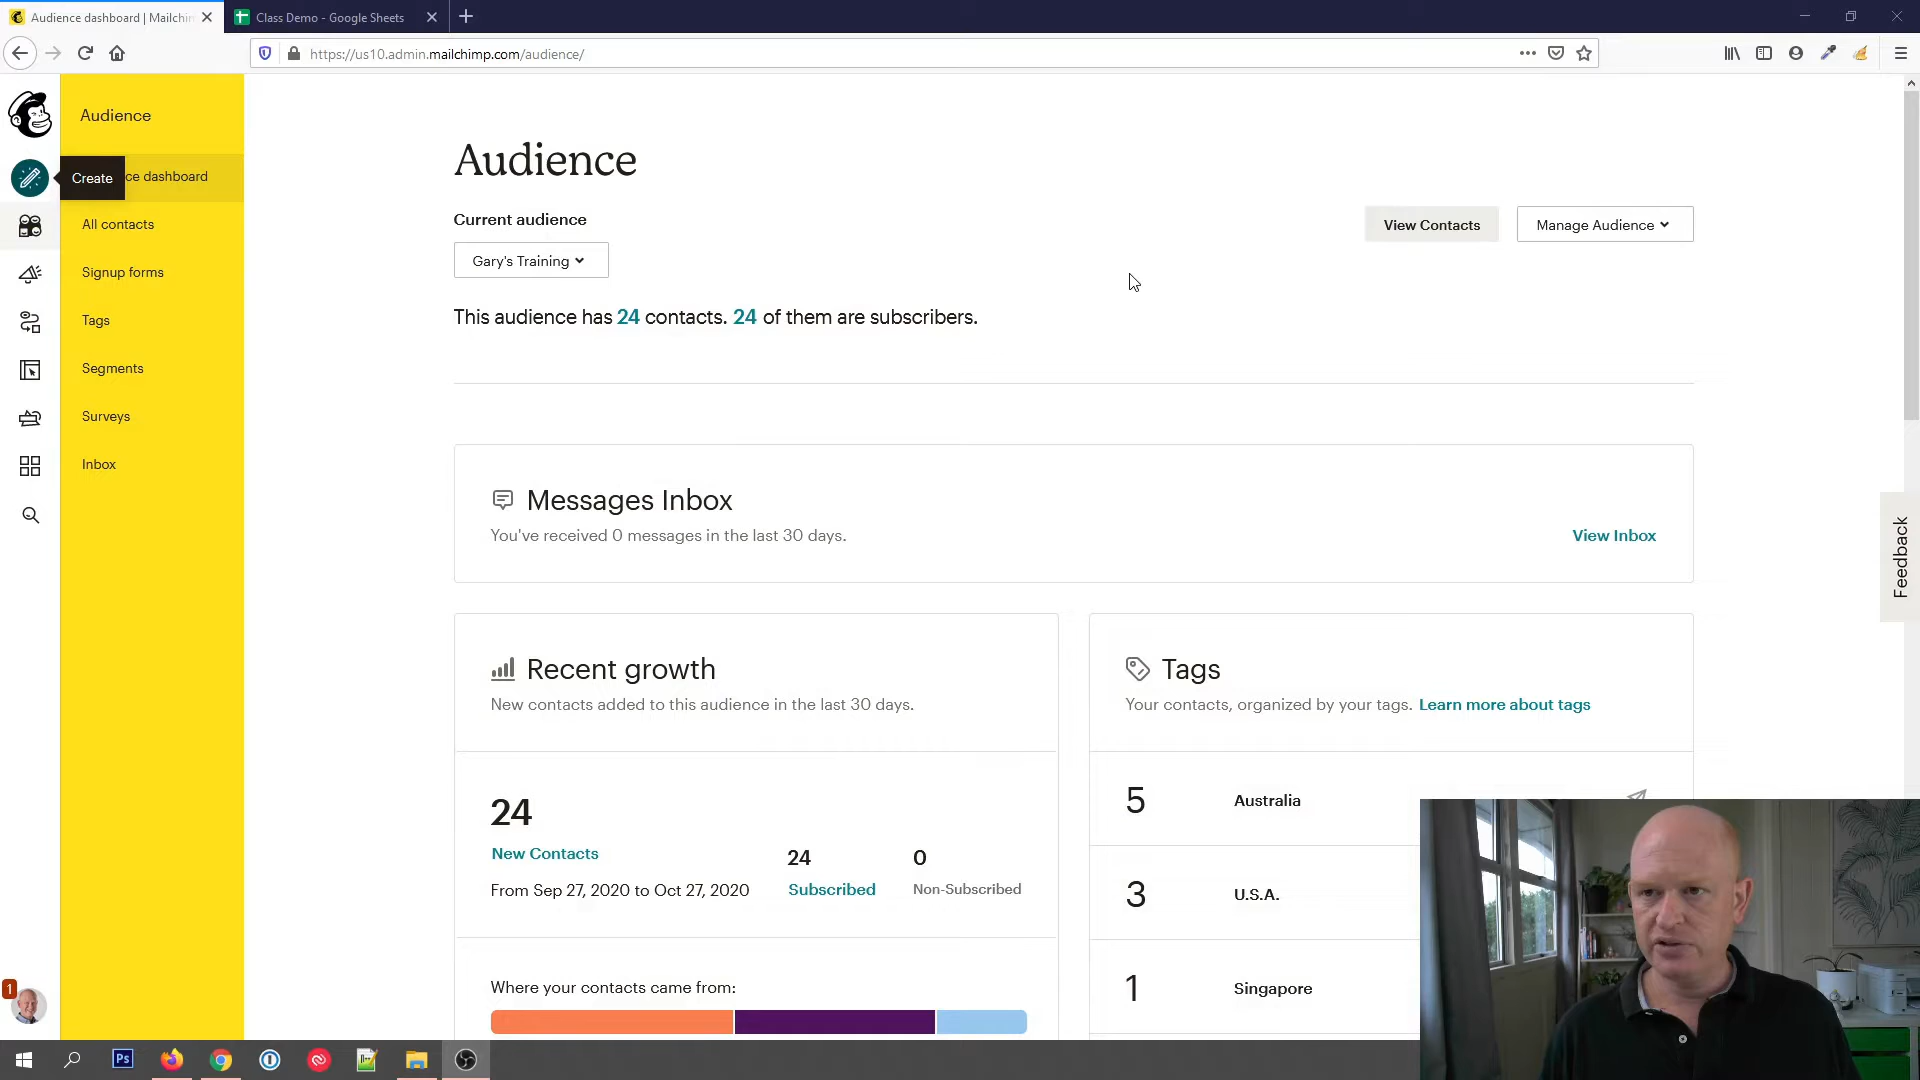 Audience dashboard | Mailchin
Class Demo - Google Sheets
https://us10.admin.mailchimp.com/audience/
Audience
Create
ce dashboard
All contacts
Signup forms
Tags
Segments
Surveys
Inbox
1
Audience
Current audience
Gary's Training
View Contacts
Manage Audience
This audience has 24 contacts. 24 of them are subscribers.
Messages Inbox
You've received 0 messages in the last 30 days.
View Inbox
Feedback
Recent growth
New contacts added to this audience in the last 30 days.
24
New Contacts
From Sep 27, 2020 to Oct 27, 2020
24
Subscribed
0
Non-Subscribed
Where your contacts came from:
Tags
Your contacts, organized by your tags. Learn more about tags
5 Australia
3 U.S.A.
1 Singapore
Ps